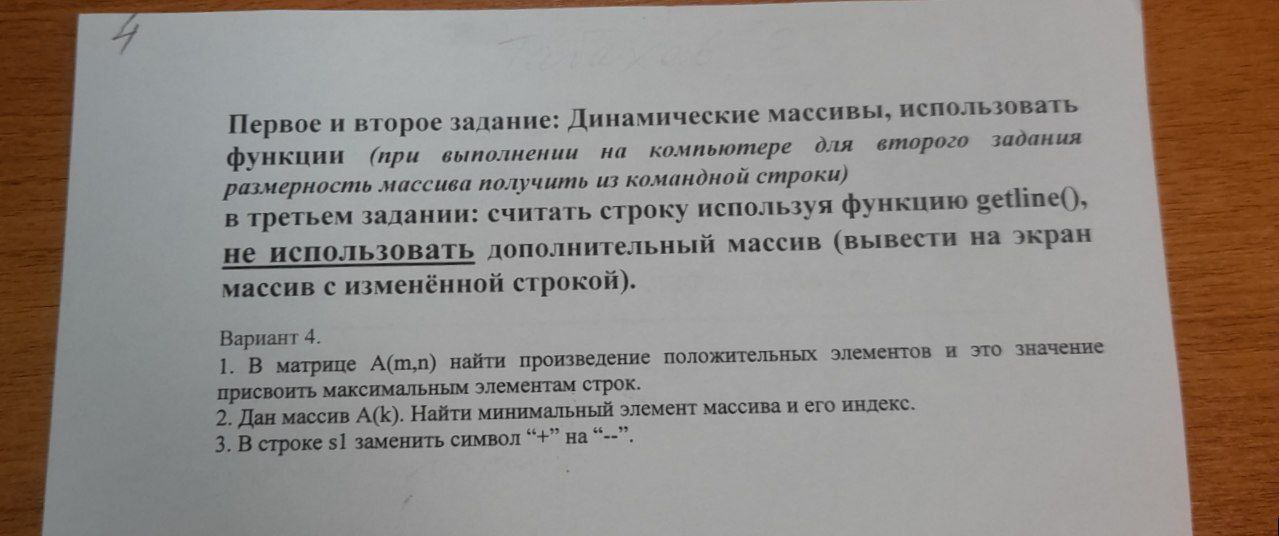 4
Первое и второе задание: Динамические массивы, использовать
функции (при выполнении на компьютере для второго задания
размерность массива получить из командной строки)
в третьем задании: считать строку используя функцию getline(),
не использовать дополнительный массив (вывести на экран
массив с изменённой строкой).
Вариант 4.
1. В матрице A(m,n) найти произведение положительных элементов и это значение
присвоить максимальным элементам строк.
2. Дан массив A(k). Найти минимальный элемент массива и его индекс.
3. В строке s1 заменить символ “+” на “--”.